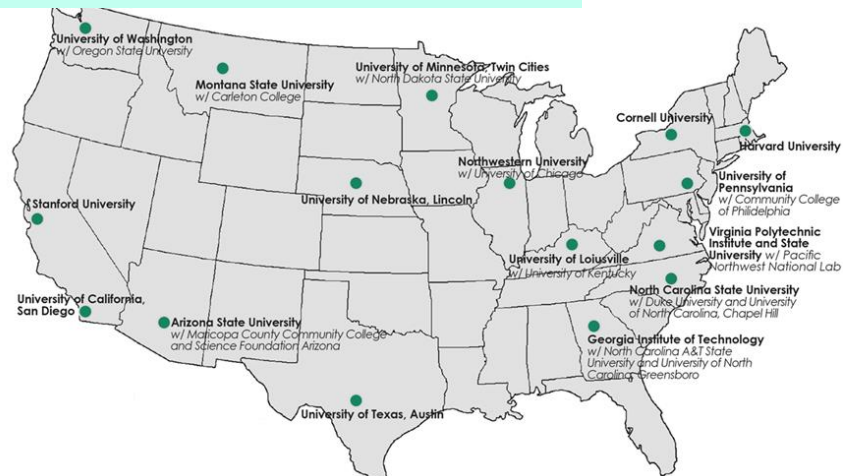 University of Washington
w/ Oregon State University
Montana State University
w/ Carleton College
University of Minnesota, Twin Cities
w/ North Dakota State University
Cornell University
Harvard University
Northwestern University
w/ University of Chicago
University of Nebraska, Lincoln
University of
Pennsylvania
w/ Community College
of Philidelphia
Stanford University
Virginia Polytechnic
Institute and State
University w/ Pacific
Northwest National Lab
University of Loiusville
w/ University of Kentucky
North Carolina State University
w/ Duke University and University
of North Carolina, Chapel Hill
University of California,
San Diego
Arizona State University
w/ Maricopa County Community College
and Science Foundation Arizona
Georgia Institute of Technology
w/ North Carolina A&T State
University and University of North
Carolina, Greensboro
University of Texas, Austin